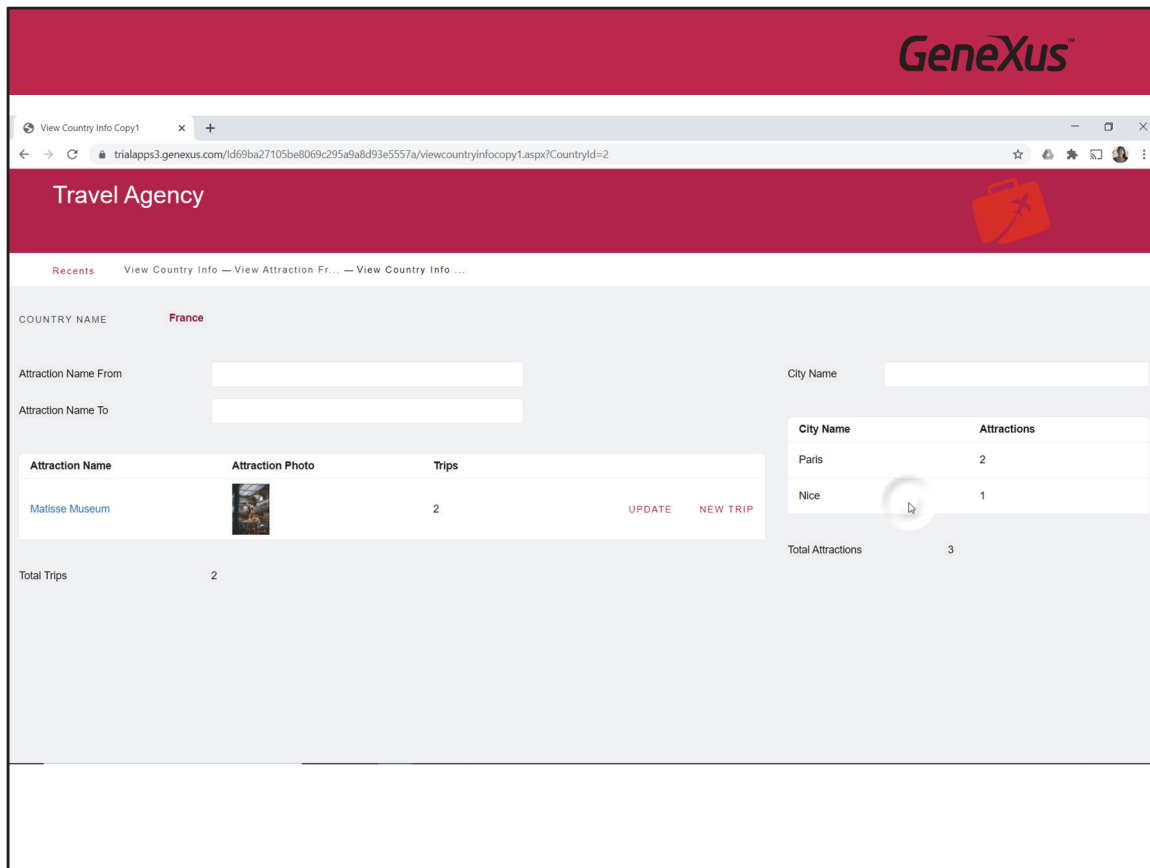 GeneXus™
View Country Info Copy1
trialapps3.genexus.com/Id69ba27105be8069c295a9a8d93e5557a/viewcountryinfocopy1.aspx?CountryId=2
Travel Agency
Recents View Country Info — View Attraction Fr... — View Country Info ...
COUNTRY NAME France
Attraction Name From
Attraction Name To
Attraction Name Attraction Photo Trips
Matisse Museum 2 UPDATE NEW TRIP
Total Trips 2
City Name
City Name Attractions
Paris 2
Nice 1
Total Attractions 3